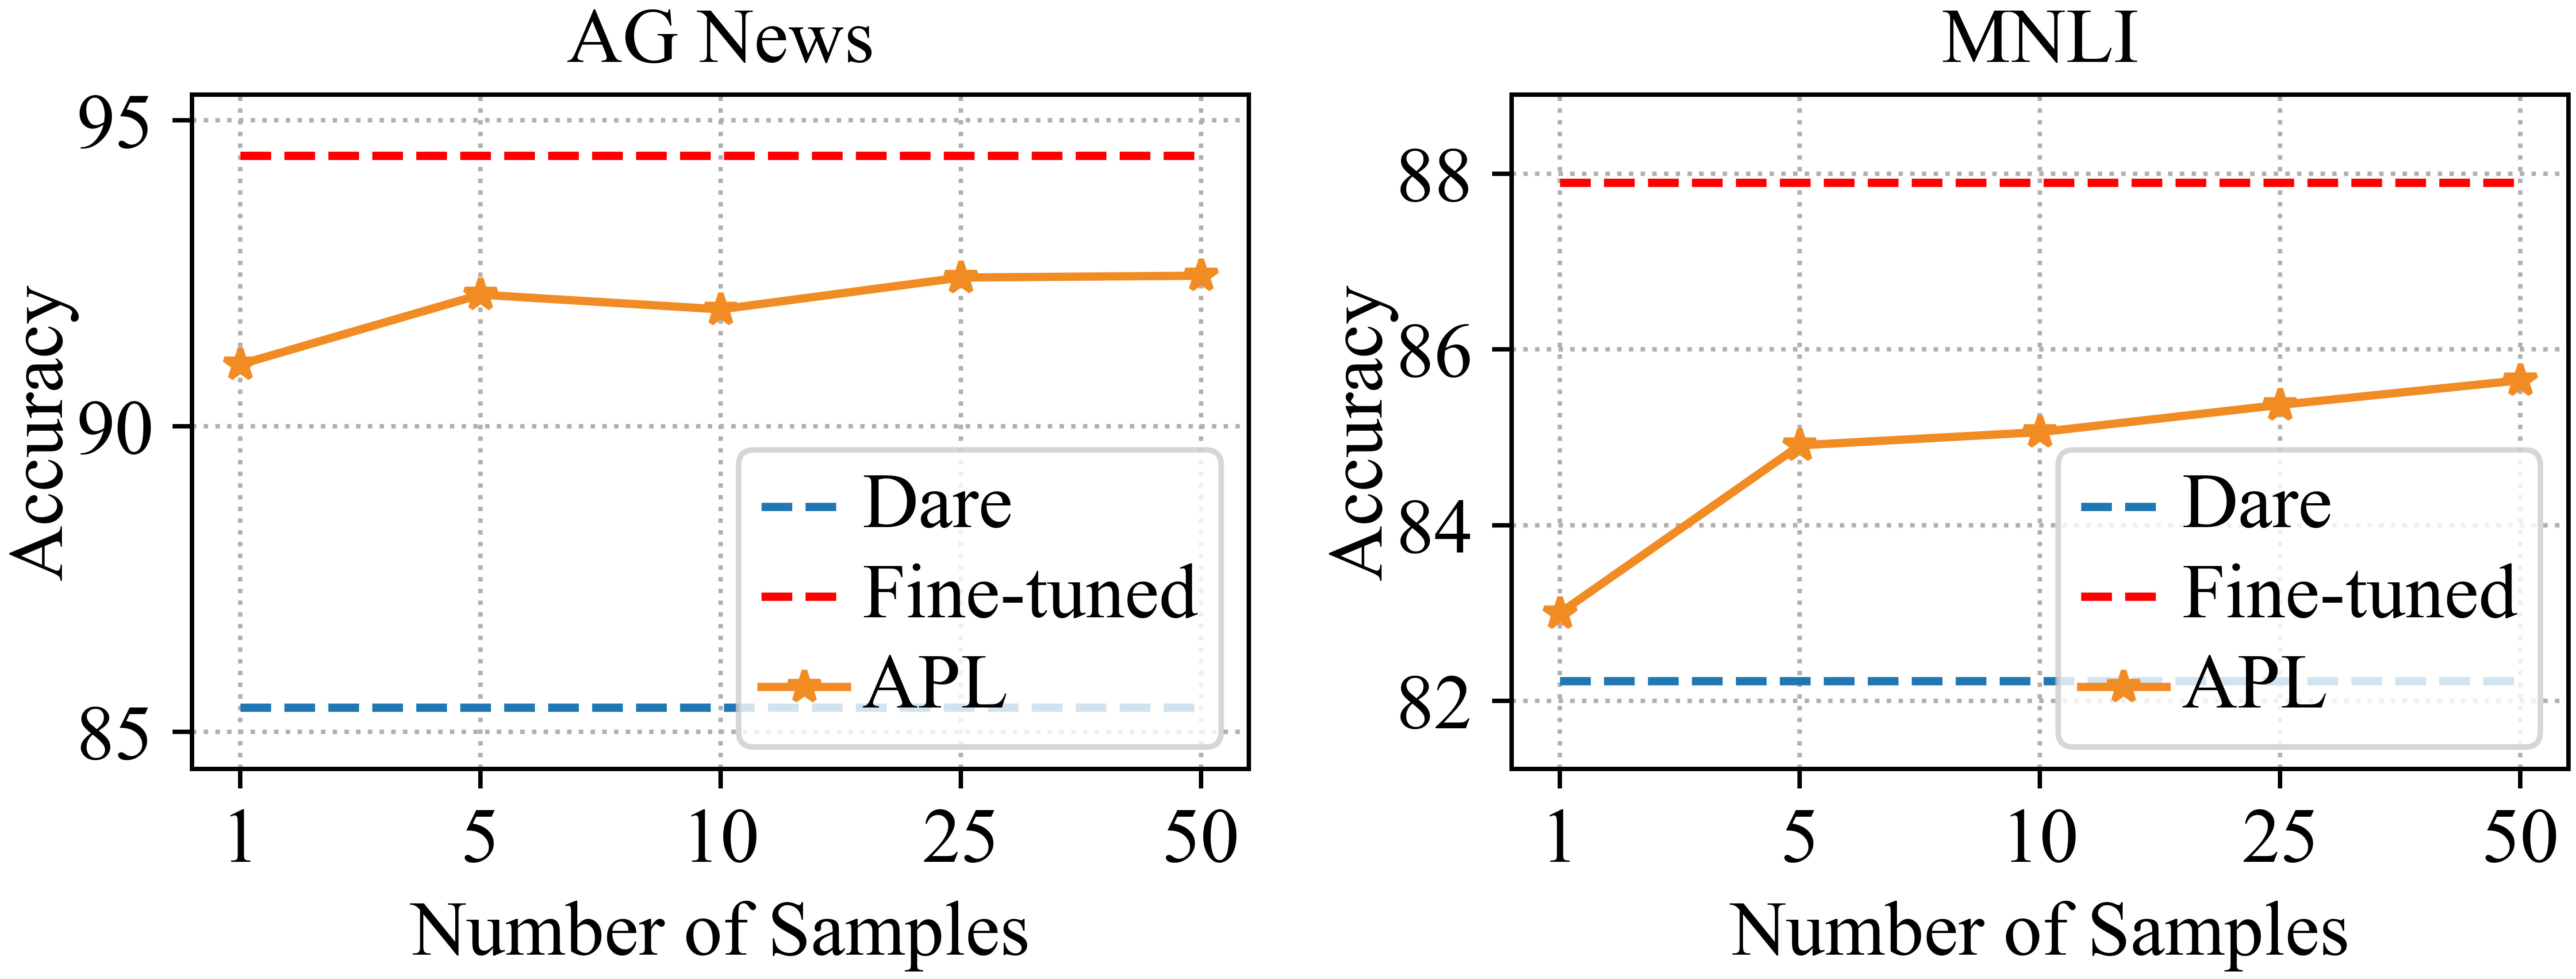 AG News
95
90
85
Accuracy
Dare
Fine-tuned
APL
1 5 10 25 50
Number of Samples
MNLI
88
86
84
82
Accuracy
Dare
Fine-tuned
APL
1 5 10 25 50
Number of Samples